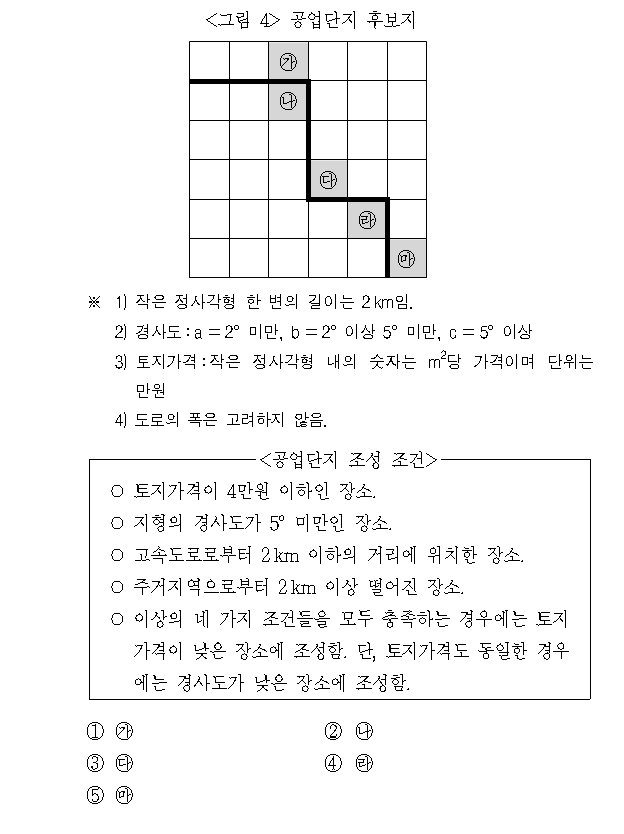 <그림 4> 공업단지 후보지
㉮
㉯
㉰
㉱
㉲
※ 1) 작은 정사각형 한 변의 길이는 2km임.
2) 경사도 : a = 2° 미만, b = 2° 이상 5° 미만, c = 5° 이상
3) 토지가격 : 작은 정사각형 내의 숫자는 m²당 가격이며 단위는
만원
4) 도로의 폭은 고려하지 않음.
<공업단지 조성 조건>
○ 토지가격이 4만원 이하인 장소.
○ 지형의 경사도가 5° 미만인 장소.
○ 고속도로로부터 2km 이하의 거리에 위치한 장소.
○ 주거지역으로부터 2km 이상 떨어진 장소.
○ 이상의 네 가지 조건들을 모두 충족하는 경우에는 토지
가격이 낮은 장소에 조성함. 단, 토지가격도 동일한 경우
에는 경사도가 낮은 장소에 조성함.
① ㉮ ② ㉯
③ ㉰ ④ ㉱
⑤ ㉲